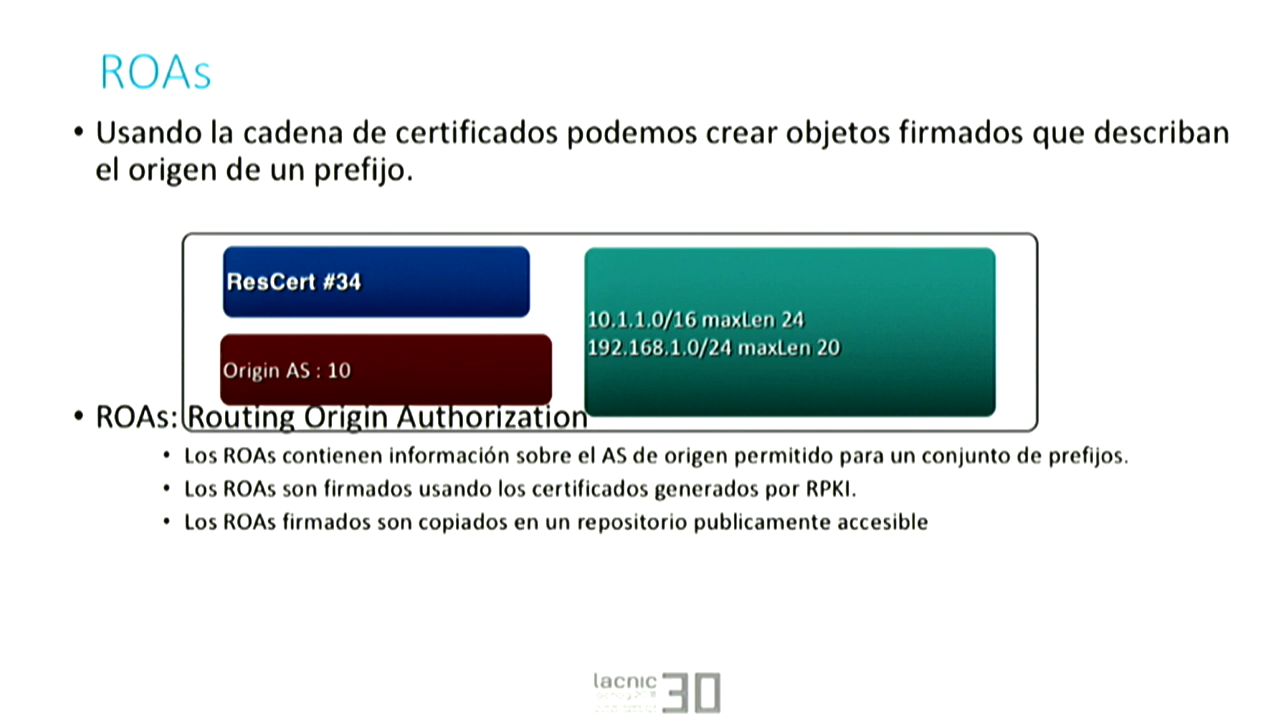 ROAs
• Usando la cadena de certificados podemos crear objetos firmados que describan
el origen de un prefijo.
ResCert #34
Origin AS : 10
10.1.1.0/16 maxLen 24
192.168.1.0/24 maxLen 20
• ROAs: Routing Origin Authorization
• Los ROAs contienen información sobre el AS de origen permitido para un conjunto de prefijos.
• Los ROAs son firmados usando los certificados generados por RPKI.
• Los ROAs firmados son copiados en un repositorio publicamente accesible
lacnic 30